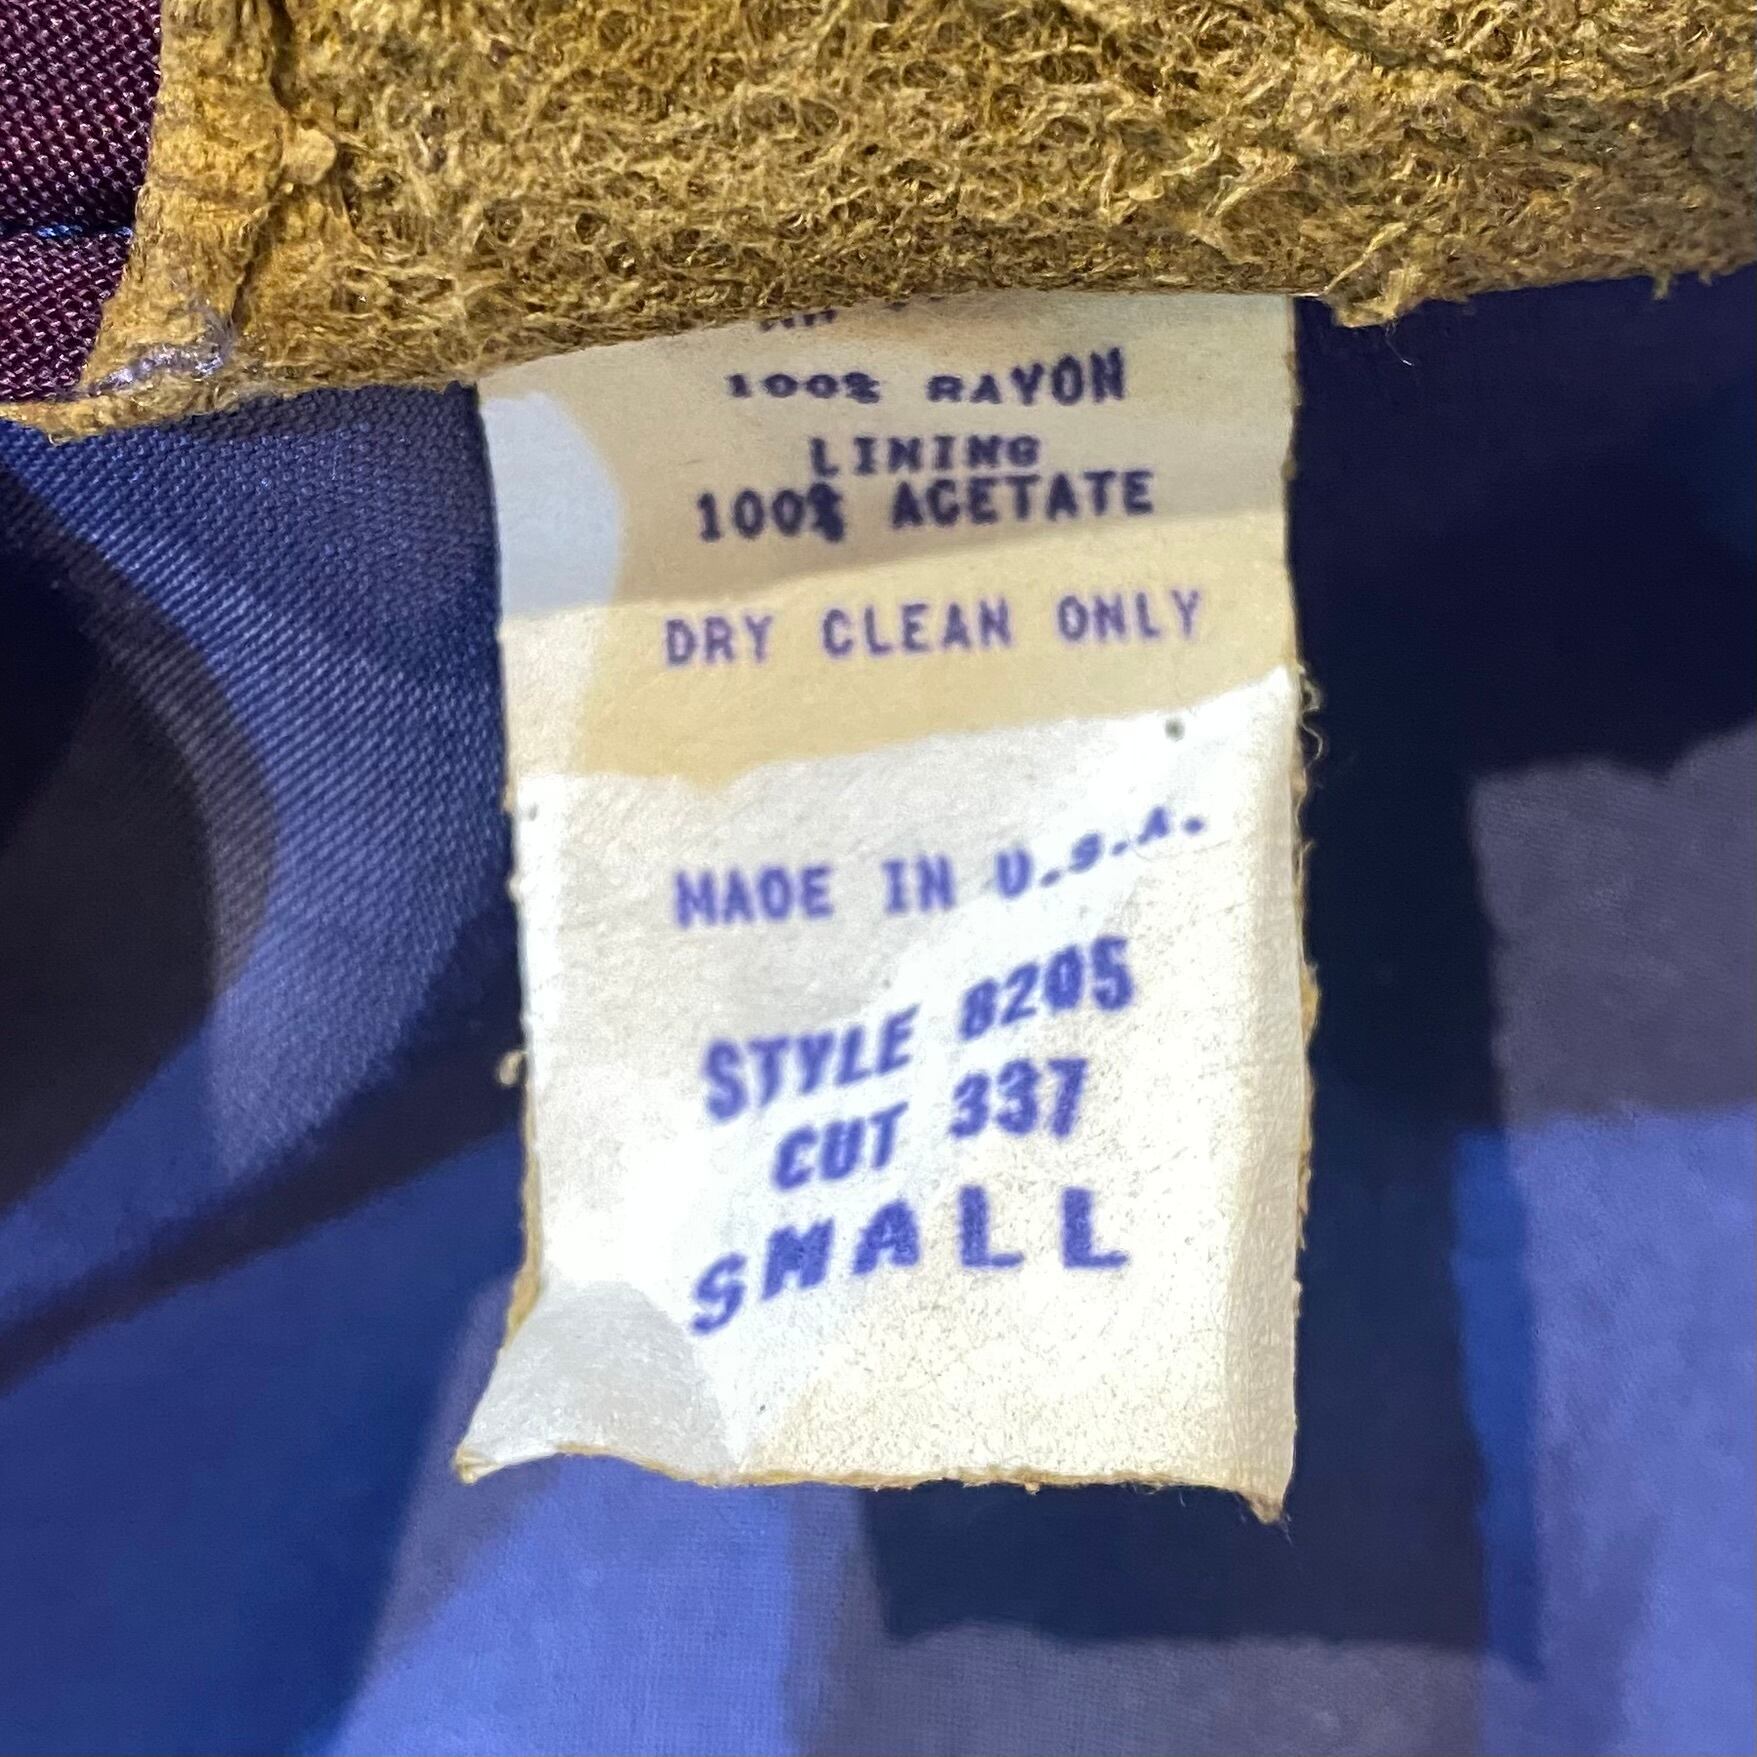 100% RAYON
LINING
100% ACETATE
DRY CLEAN ONLY
MADE IN U.S.A.
STYLE 8205
CUT 337
SMALL